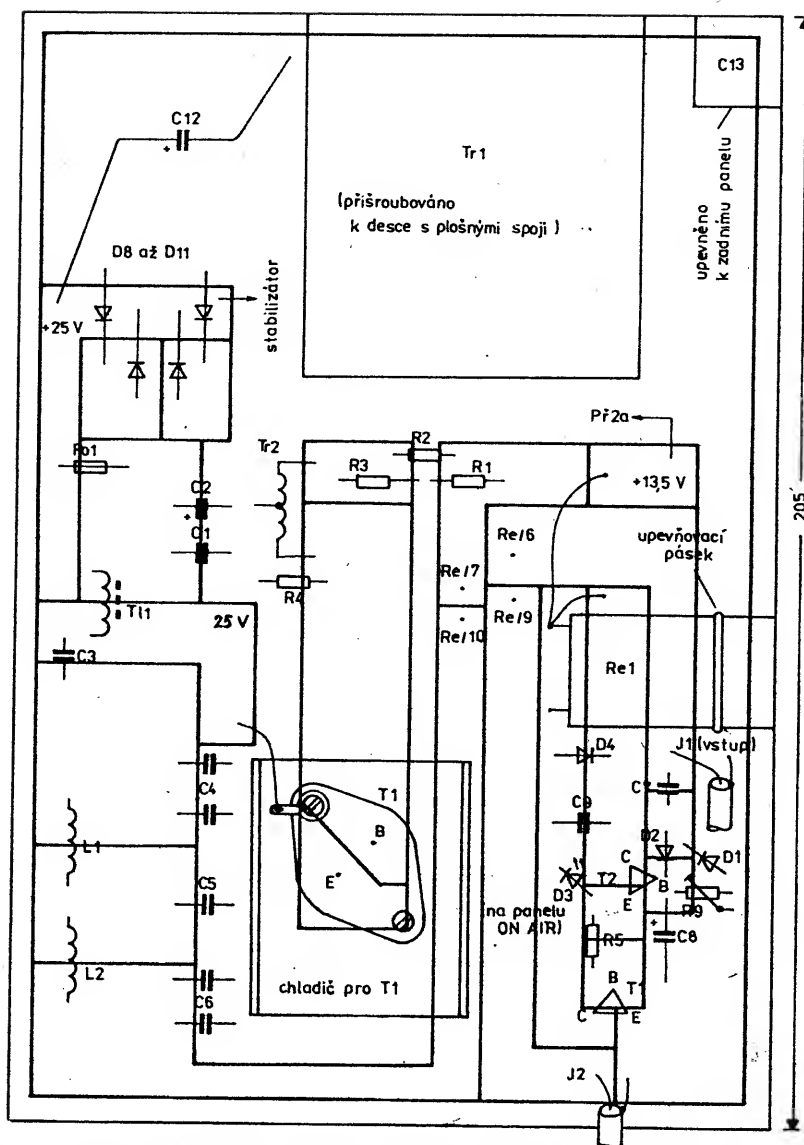 C13
C12
+
Tr1
(přišroubováno
k desce s plošnými spoji)
upevněno
k zadnímu panelu
D8 až D11
stabilizátor
+25 V
Př2a
Po1
Tr2
R2
R3
R1
+13,5 V
205
C2
+
C1
Re/6
upevňovací
pásek
R4
Re/7
Tl1
25 V
Re/9
Re/10
C3
Re1
D4
J1 (vstup)
C4
T1
C9
B
D2
L1
C
D1
E
D3
T2
B
C5
E
R9
(na panelu
ON AIR)
R5
+
C8
L2
chladič pro T1
B
T1
C6
C
E
J2